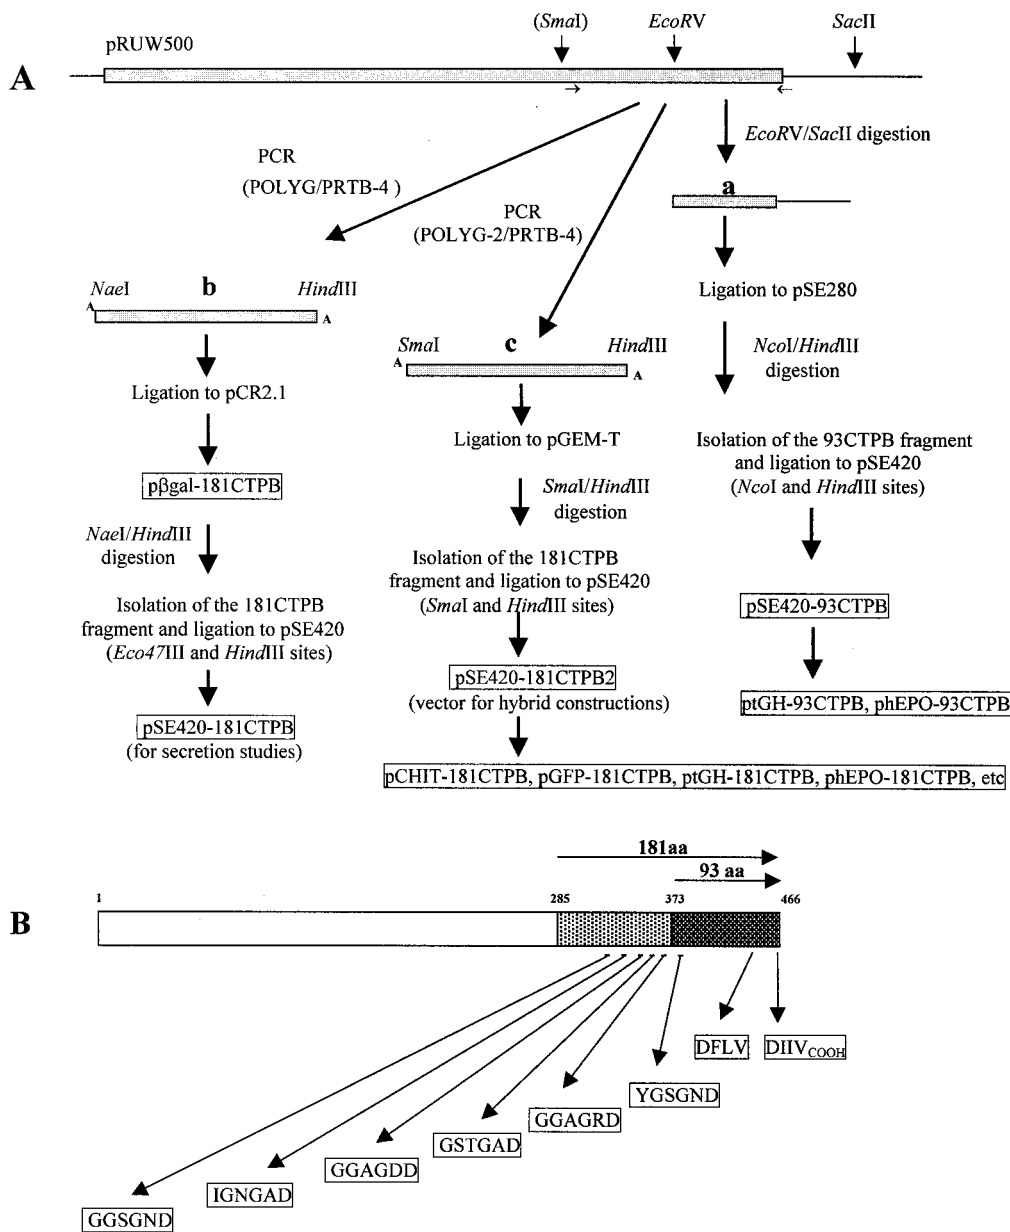 A
pRUW500
(SmaI)
EcoRV
SacII
EcoRV/SacII digestion
PCR
(POLYG/PRTB-4 )
PCR
(POLYG-2/PRTB-4)
a
Ligation to pSE280
NcoI/HindIII
digestion
Isolation of the 93CTPB fragment
and ligation to pSE420
(NcoI and HindIII sites)
pSE420-93CTPB
ptGH-93CTPB, phEPO-93CTPB
NaeI
b
HindIII
A
A
Ligation to pCR2.1
pβgal-181CTPB
NaeI/HindIII
digestion
Isolation of the 181CTPB
fragment and ligation to pSE420
(Eco47III and HindIII sites)
pSE420-181CTPB
(for secretion studies)
SmaI
c
HindIII
A
A
Ligation to pGEM-T
SmaI/HindIII
digestion
Isolation of the 181CTPB
fragment and ligation to pSE420
(SmaI and HindIII sites)
pSE420-181CTPB2
(vector for hybrid constructions)
pCHIT-181CTPB, pGFP-181CTPB, ptGH-181CTPB, phEPO-181CTPB, etc
B
181aa
93 aa
1
285
373
466
GGSGND
IGNGAD
GGAGDD
GSTGAD
GGAGRD
YGSGND
DFLV
DIIVCOOH